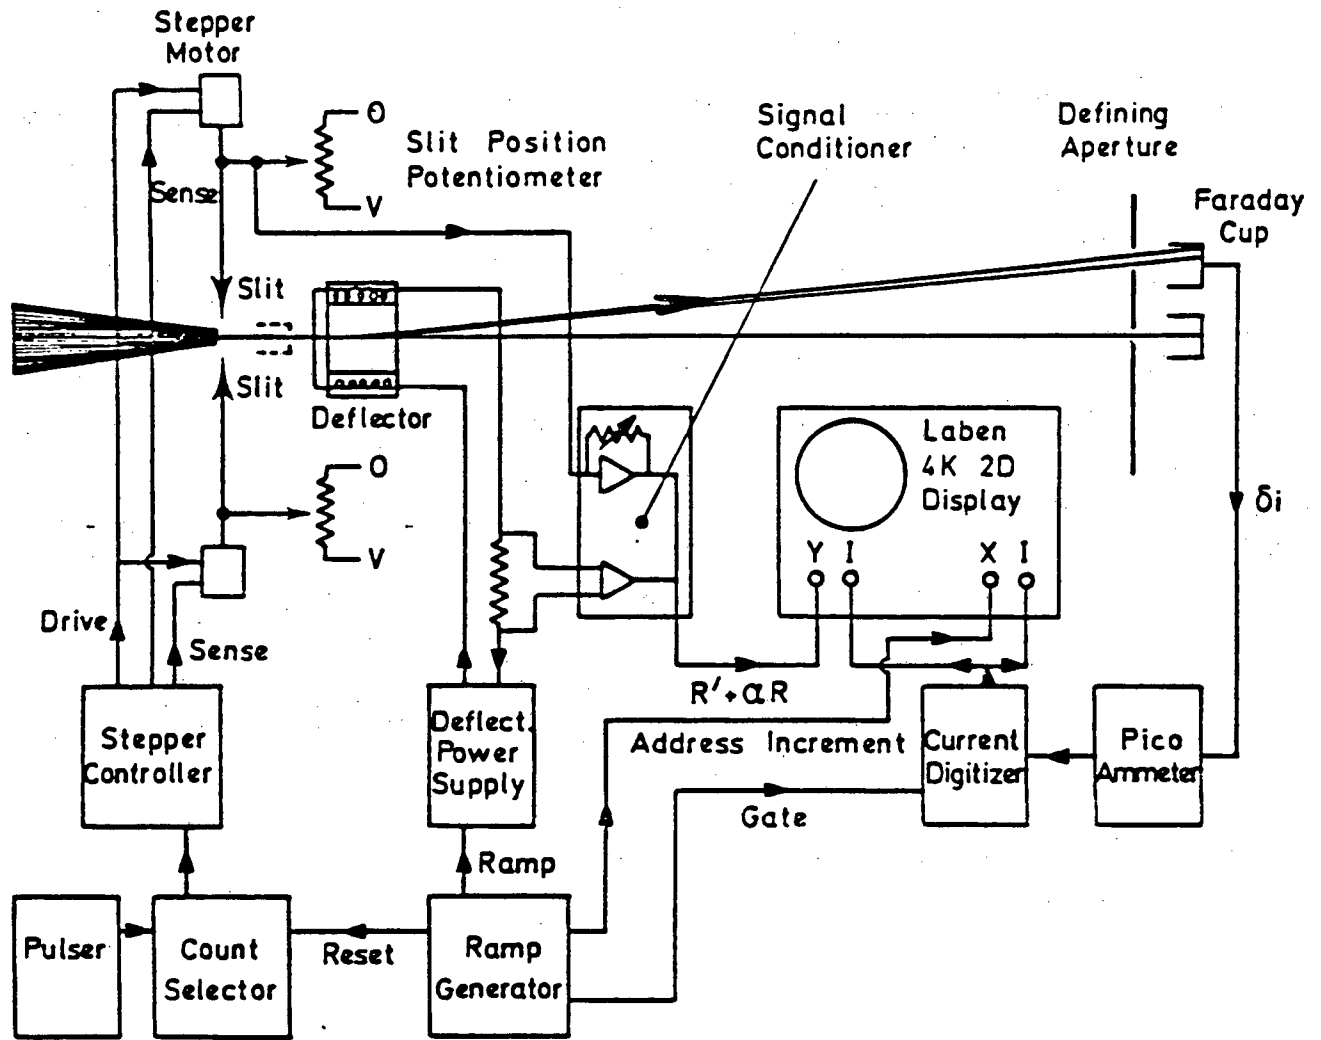 Stepper
Motor
Θ
Slit Position
Potentiometer
V
Sense
Signal
Conditioner
Defining
Aperture
Faraday
Cup
Slit
Slit
Deflector
O
V
Laben
4K 2D
Display
Y I X I
δi
Drive
Sense
R′+αR
Stepper
Controller
Deflect.
Power
Supply
Address Increment
Current
Digitizer
Pico
Ammeter
Gate
Ramp
Pulser
Count
Selector
Reset
Ramp
Generator